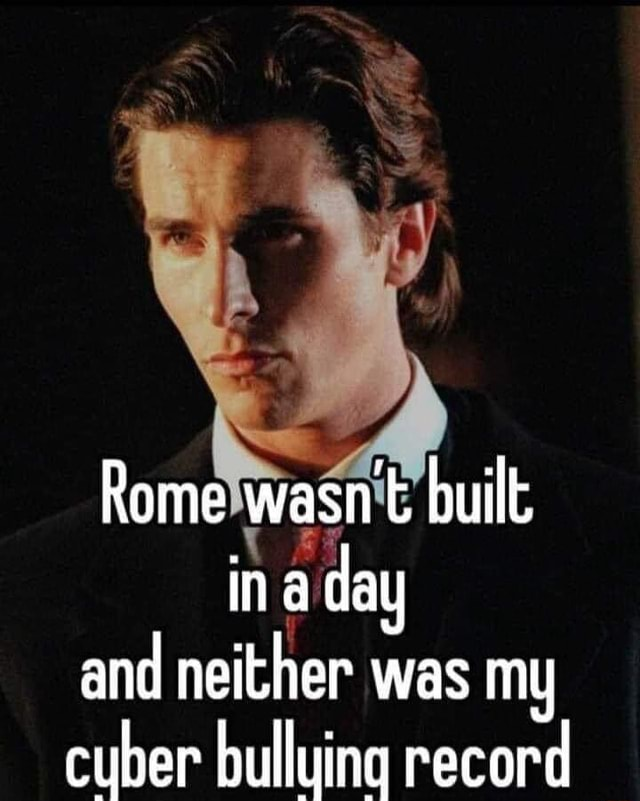 Rome wasn't built
in a day
and neither was my
cyber bullying record